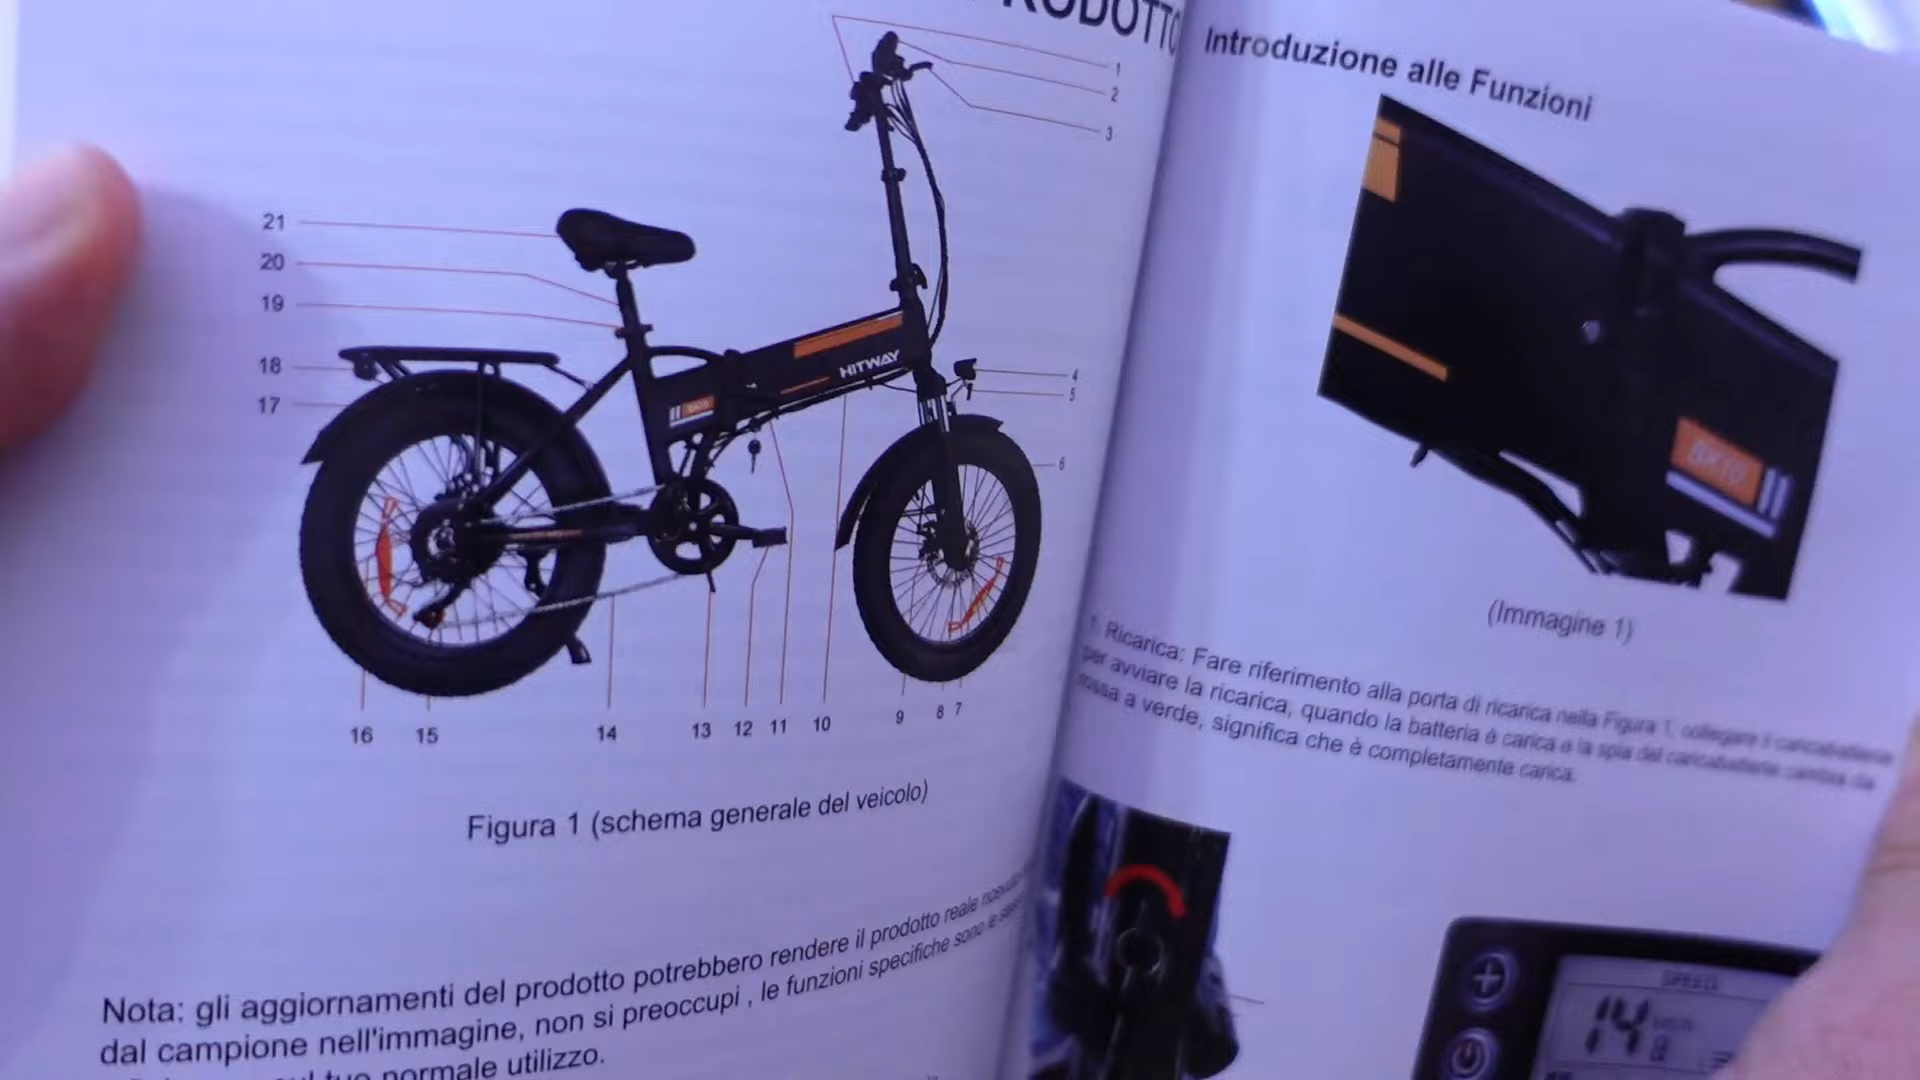 PRODOTTO
1
2
3
21
20
19
18
17
HITWAY
4
5
6
16
15
14
13
12
11
10
9
8
7
Figura 1 (schema generale del veicolo)
Nota: gli aggiornamenti del prodotto potrebbero rendere il prodotto reale
dal campione nell'immagine, non si preoccupi , le funzioni specifiche sono le
normale utilizzo.
Introduzione alle Funzioni
(Immagine 1)
1. Ricarica: Fare riferimento alla porta di ricarica nella Figura 1, collegare il caricabatterie
per avviare la ricarica, quando la batteria è carica e la spia del caricabatterie cambia da
rossa a verde, significa che è completamente carica.
SPEED
14